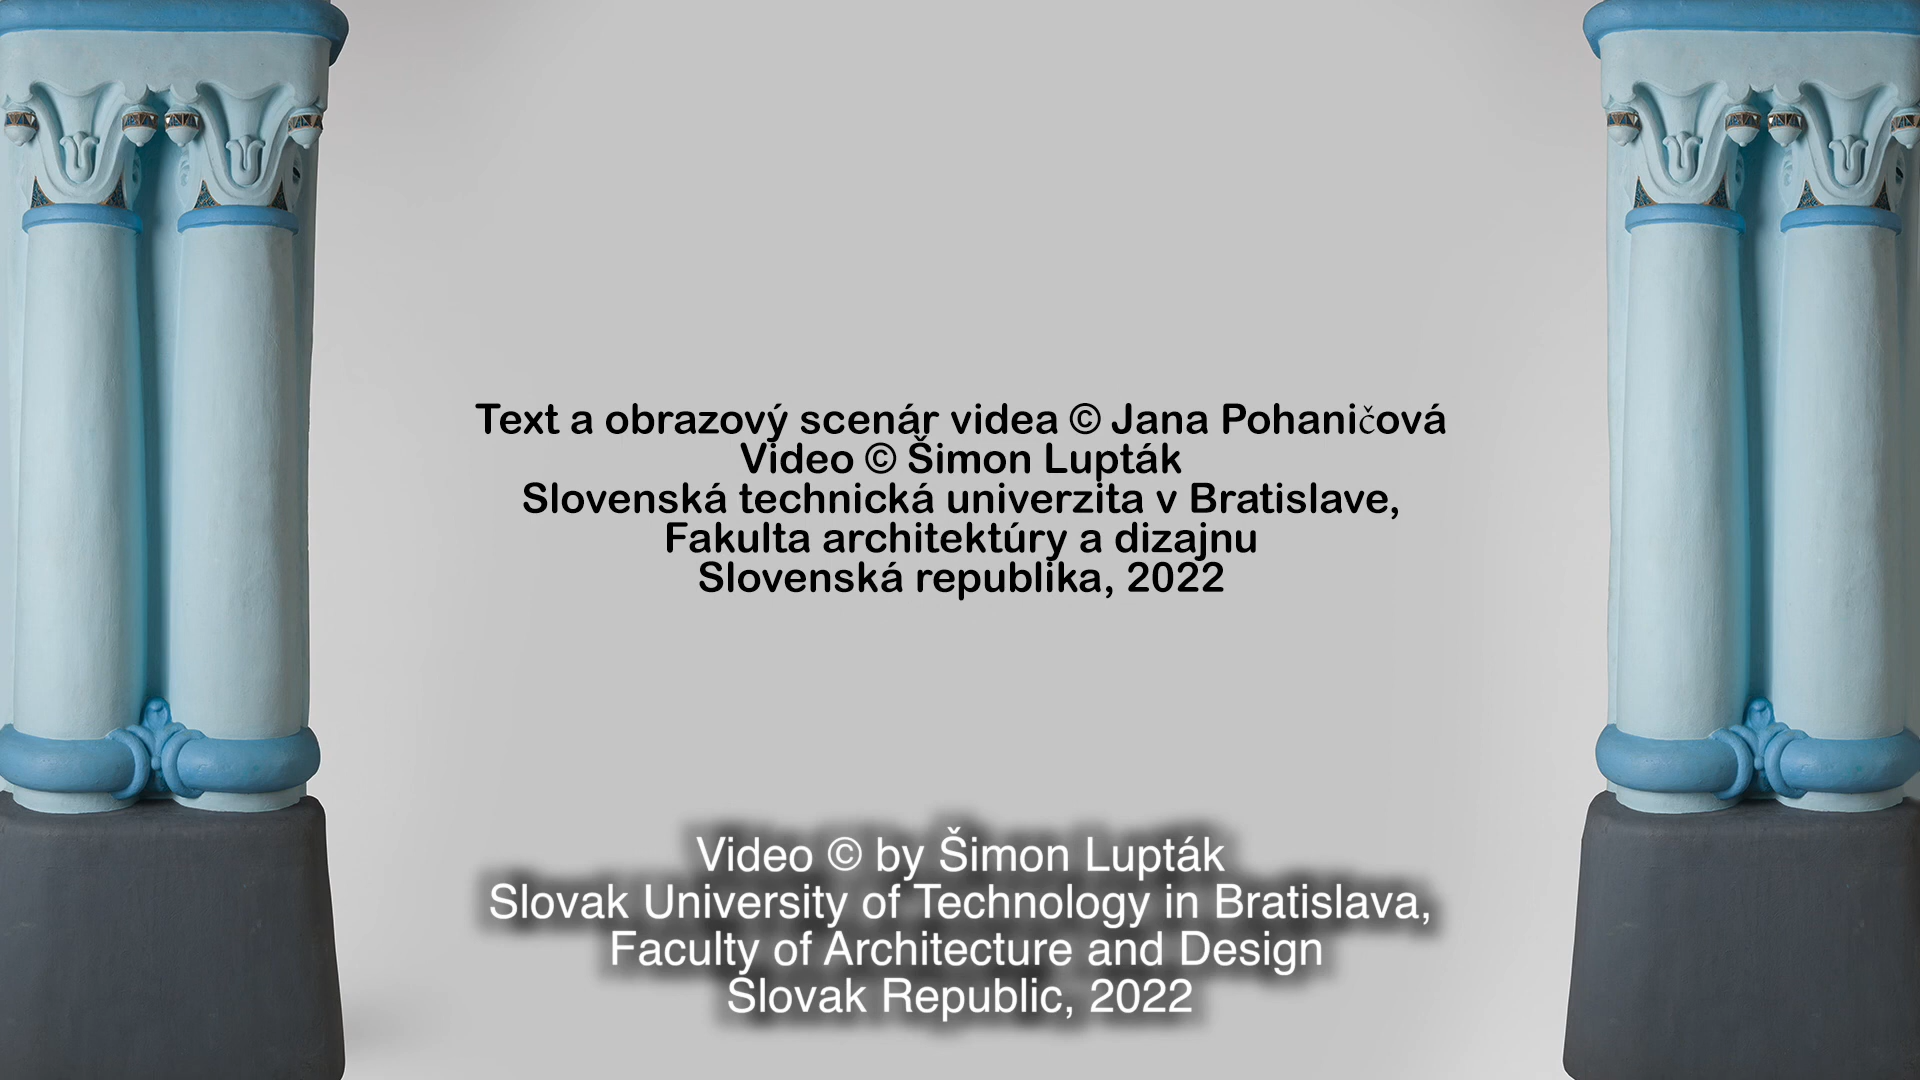 Text a obrazový scenár videa © Jana Pohaničová
Video © Šimon Lupták
Slovenská technická univerzita v Bratislave,
Fakulta architektúry a dizajnu
Slovenská republika, 2022
Video © by Šimon Lupták
Slovak University of Technology in Bratislava,
Faculty of Architecture and Design
Slovak Republic, 2022